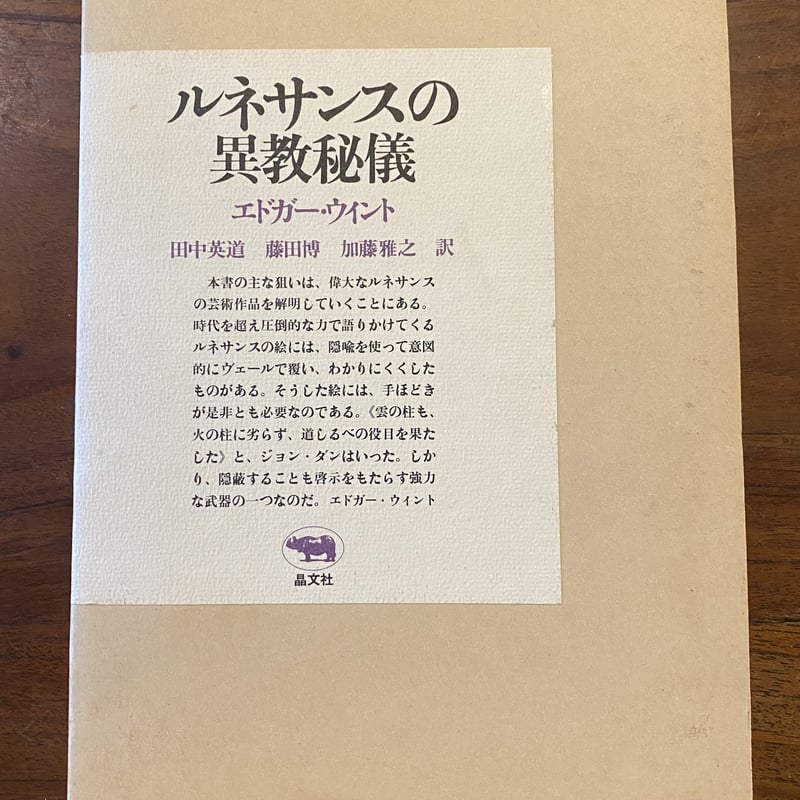 ルネサンスの
異教秘儀
エドガー・ウィント
田中英道 藤田博 加藤雅之 訳
本書の主な狙いは、偉大なルネサンス
の芸術作品を解明していくことにある。
時代を超え圧倒的な力で語りかけてくる
ルネサンスの絵には、隠喩を使って意図
的にヴェールで覆い、わかりにくくした
ものがある。そうした絵には、手ほどき
が是非とも必要なのである。《雲の柱も、
火の柱に劣らず、道しるべの役目を果た
した》と、ジョン・ダンはいった。しか
り、隠蔽することも啓示をもたらす強力
な武器の一つなのだ。エドガー・ウィント
晶文社